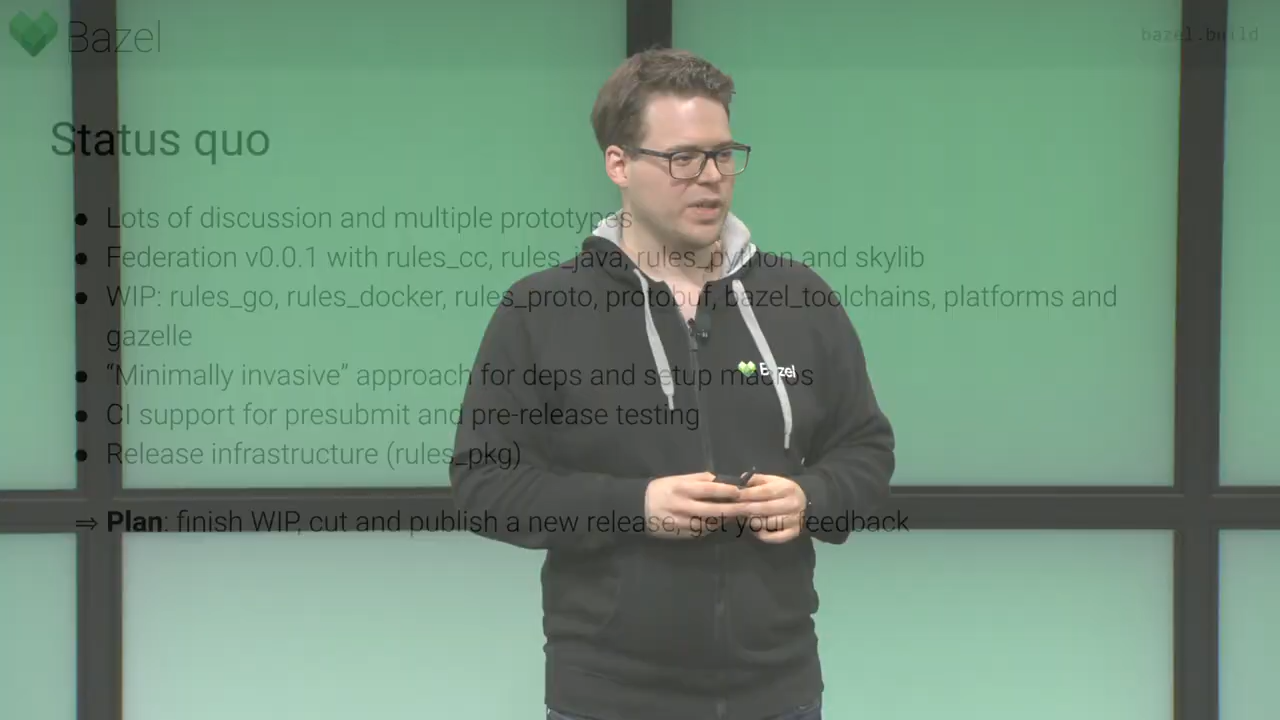 Bazel
bazel.build
Status quo
● Lots of discussion and multiple prototypes
● Federation v0.0.1 with rules_cc, rules_java, rules_python and skylib
● WIP: rules_go, rules_docker, rules_proto, protobuf, bazel_toolchains, platforms and
gazelle
● “Minimally invasive” approach for deps and setup macros
● CI support for presubmit and pre-release testing
● Release infrastructure (rules_pkg)
⇒ Plan: finish WIP, cut and publish a new release, get your feedback
Bazel